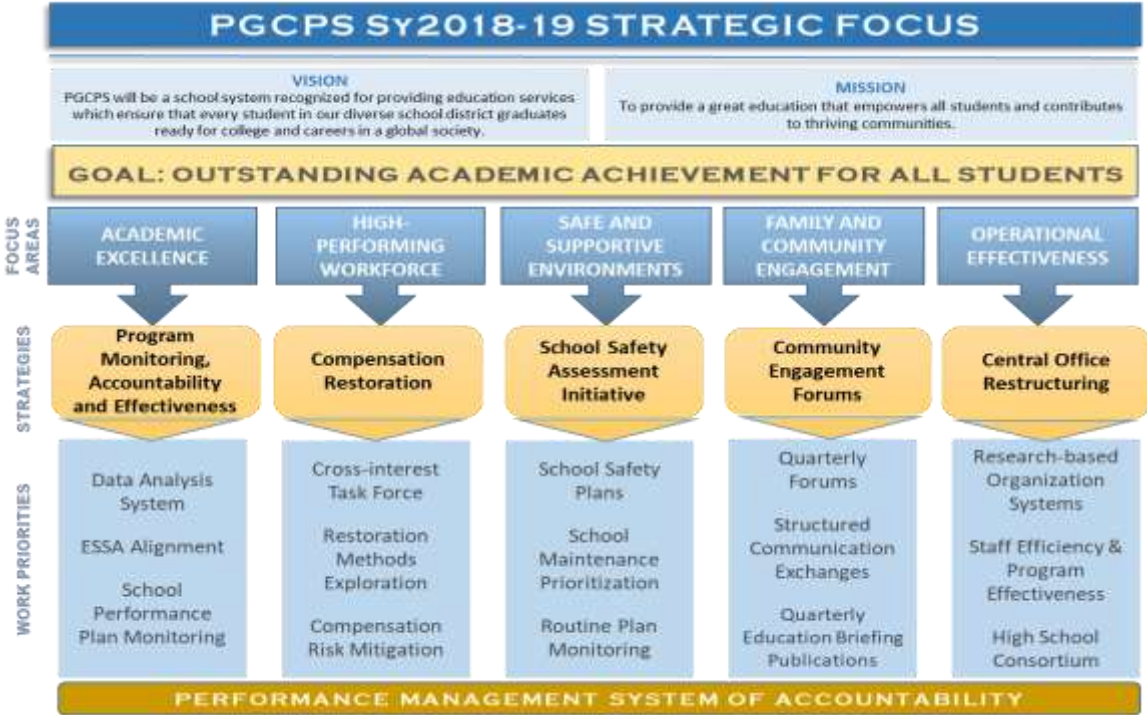 PGCPS SY2018-19 STRATEGIC FOCUS
VISION
PGCPS will be a school system recognized for providing education services
which ensure that every student in our diverse school district graduates
ready for college and careers in a global society.
MISSION
To provide a great education that empowers all students and contributes
to thriving communities.
GOAL: OUTSTANDING ACADEMIC ACHIEVEMENT FOR ALL STUDENTS
FOCUS
AREAS
ACADEMIC
EXCELLENCE
HIGH-
PERFORMING
WORKFORCE
SAFE AND
SUPPORTIVE
ENVIRONMENTS
FAMILY AND
COMMUNITY
ENGAGEMENT
OPERATIONAL
EFFECTIVENESS
STRATEGIES
Program
Monitoring,
Accountability
and Effectiveness
Compensation
Restoration
School Safety
Assessment
Initiative
Community
Engagement
Forums
Central Office
Restructuring
WORK PRIORITIES
Data Analysis
System
ESSA Alignment
School
Performance
Plan Monitoring
Cross-interest
Task Force
Restoration
Methods
Exploration
Compensation
Risk Mitigation
School Safety
Plans
School
Maintenance
Prioritization
Routine Plan
Monitoring
Quarterly
Forums
Structured
Communication
Exchanges
Quarterly
Education Briefing
Publications
Research-based
Organization
Systems
Staff Efficiency &
Program
Effectiveness
High School
Consortium
PERFORMANCE MANAGEMENT SYSTEM OF ACCOUNTABILITY